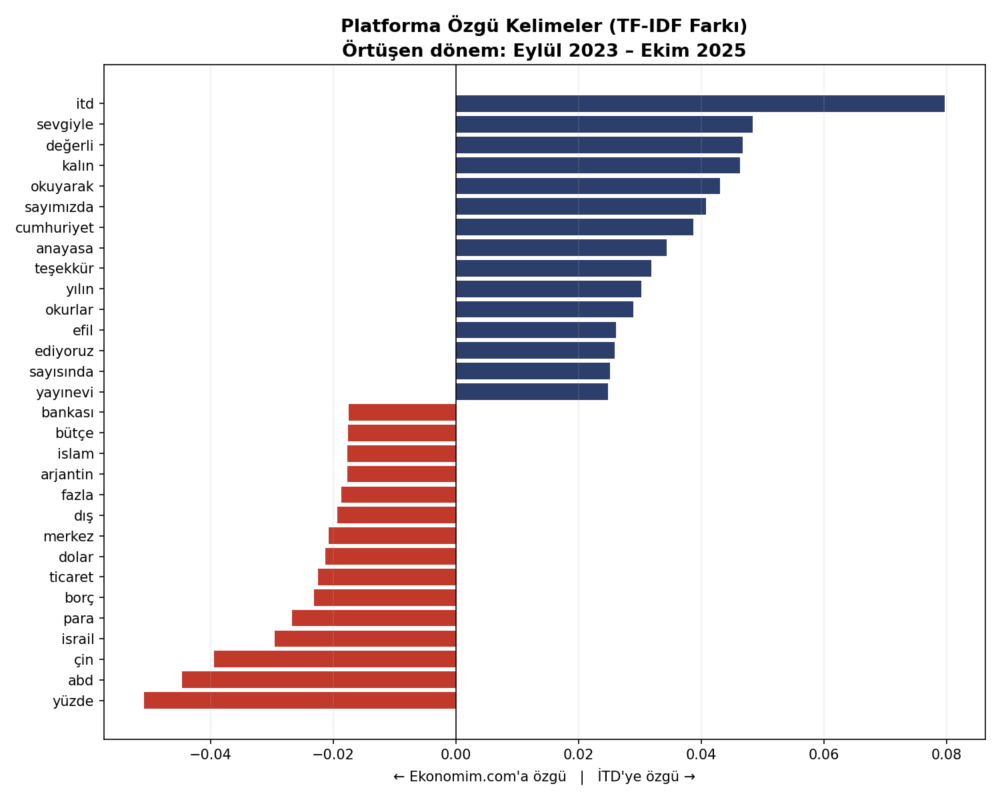 Platforma Özgü Kelimeler (TF-IDF Farkı)
Örtüşen dönem: Eylül 2023 – Ekim 2025
itd
sevgiyle
değerli
kalın
okuyarak
sayımızda
cumhuriyet
anayasa
teşekkür
yılın
okurlar
efil
ediyoruz
sayısında
yayınevi
bankası
bütçe
islam
arjantin
fazla
dış
merkez
dolar
ticaret
borç
para
israil
çin
abd
yüzde
−0.04 −0.02 0.00 0.02 0.04 0.06 0.08
← Ekonomim.com'a özgü | İTD'ye özgü →